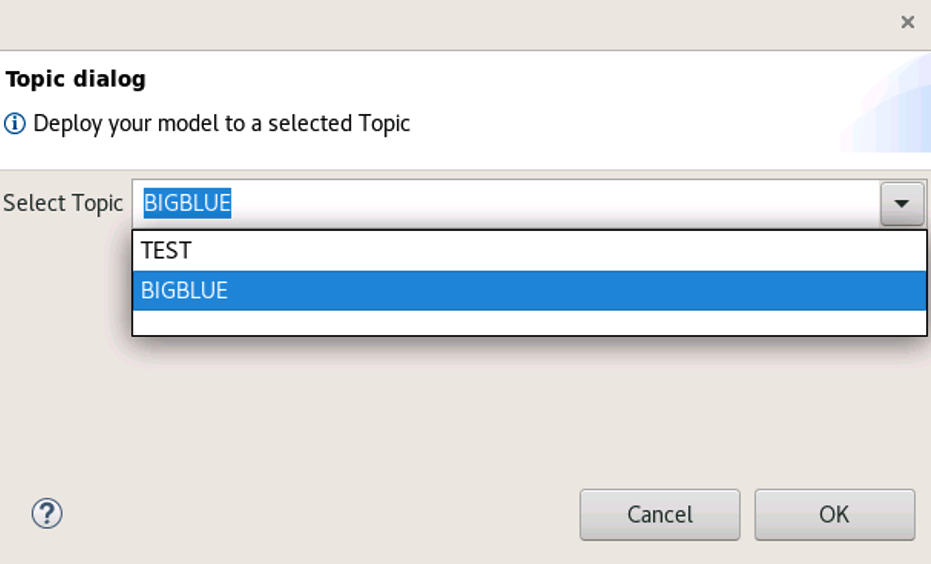 Topic dialog
Deploy your model to a selected Topic
Select Topic BIGBLUE
TEST
BIGBLUE
Cancel OK